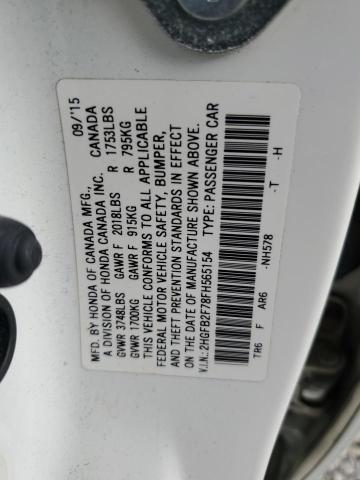 MFD. BY HONDA OF CANADA MFG., 09/'15
A DIVISION OF HONDA CANADA INC. CANADA
GVWR 3748LBS GAWR F 2018LBS R 1753LBS
GVWR 1700KG GAWR F 915KG R 795KG
THIS VEHICLE CONFORMS TO ALL APPLICABLE
FEDERAL MOTOR VEHICLE SAFETY, BUMPER,
AND THEFT PREVENTION STANDARDS IN EFFECT
ON THE DATE OF MANUFACTURE SHOWN ABOVE.
V.I.N.: 2HGFB2F78FH565154 TYPE: PASSENGER CAR
-NH578 -T -H
TR6 F AR6